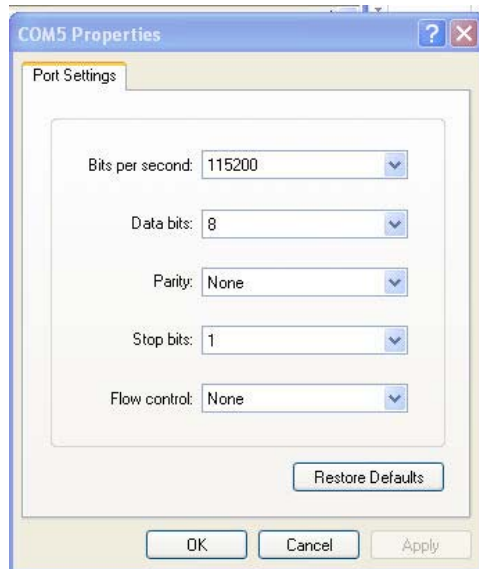 COM5 Properties
Port Settings
Bits per second: 115200
Data bits: 8
Parity: None
Stop bits: 1
Flow control: None
Restore Defaults
OK Cancel Apply